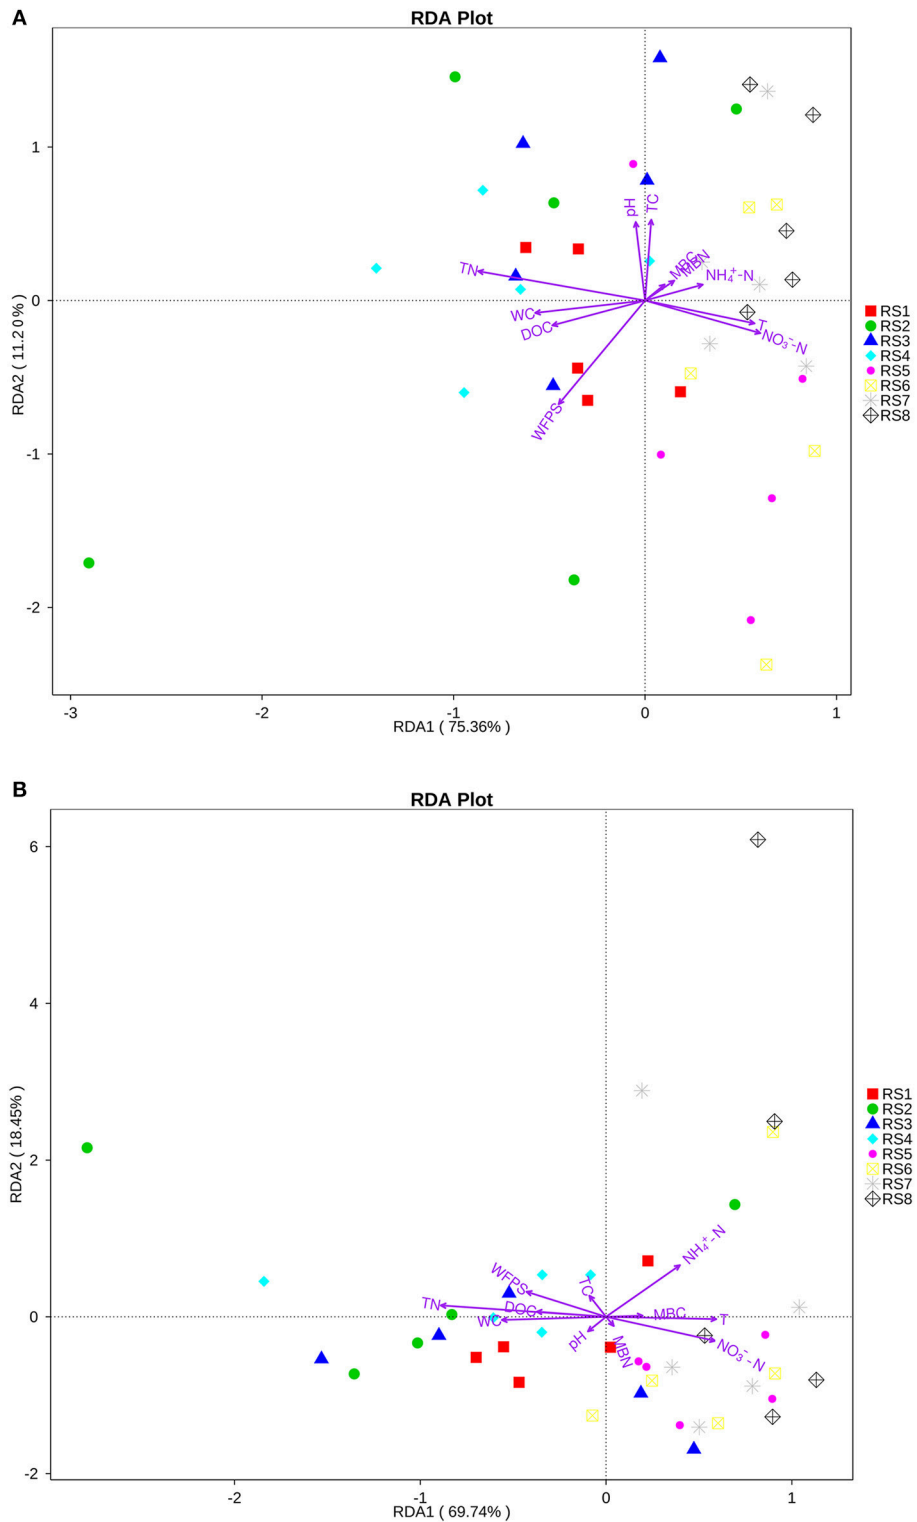 A
RDA Plot
RDA2 ( 11.20% )
1
0
-1
-2
pH
TC
TN
MBC
MBN
NH₄⁺-N
WC
DOC
T
NO₃⁻-N
WFPS
RS1
RS2
RS3
RS4
RS5
RS6
RS7
RS8
-3
-2
-1
0
1
RDA1 ( 75.36% )
B
RDA Plot
RDA2 ( 18.45% )
6
4
2
0
-2
NH₄⁺-N
WFPS
TC
TN
DOC
MBC
WC
T
pH
MBN
NO₃⁻-N
RS1
RS2
RS3
RS4
RS5
RS6
RS7
RS8
-2
-1
0
1
RDA1 ( 69.74% )